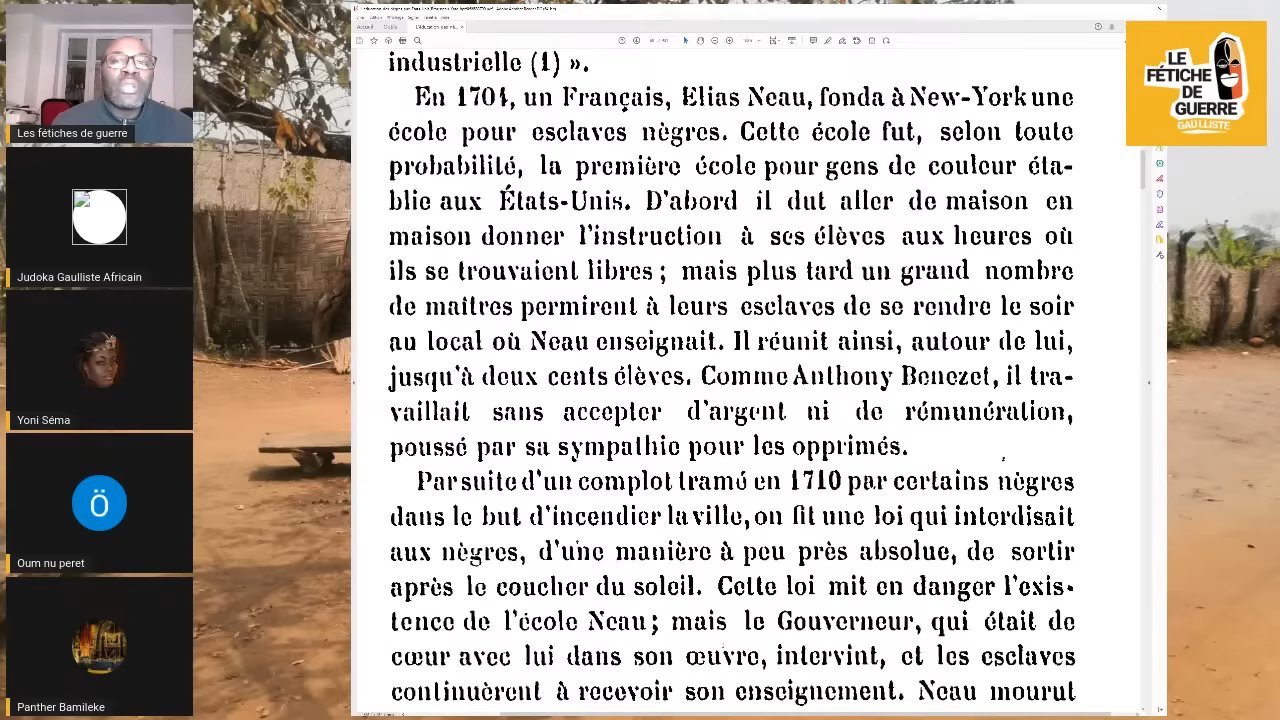 Les fétiches de guerre
Judoka Gaulliste Africain
Yoni Séma
Ö
Oum nu peret
Panther Bamileke
LE
FÉTICHE
DE
GUERRE
GAULLISTE
Accueil Outils
industrielle (1) ».
En 1704, un Français, Elias Neau, fonda à New-York une
école pour esclaves nègres. Cette école fut, selon toute
probabilité, la première école pour gens de couleur éta-
blie aux États-Unis. D'abord il dut aller de maison en
maison donner l'instruction à ses élèves aux heures où
ils se trouvaient libres ; mais plus tard un grand nombre
de maitres permirent à leurs esclaves de se rendre le soir
au local où Neau enseignait. Il réunit ainsi, autour de lui,
jusqu'à deux cents élèves. Comme Anthony Benezet, il tra-
vaillait sans accepter d'argent ni de rémunération,
poussé par sa sympathie pour les opprimés.
Par suite d'un complot tramé en 1710 par certains nègres
dans le but d'incendier la ville, on fit une loi qui interdisait
aux nègres, d'une manière à peu près absolue, de sortir
après le coucher du soleil. Cette loi mit en danger l'exis-
tence de l'école Neau ; mais le Gouverneur, qui était de
cœur avec lui dans son œuvre, intervint, et les esclaves
continuèrent à recevoir son enseignement. Neau mourut